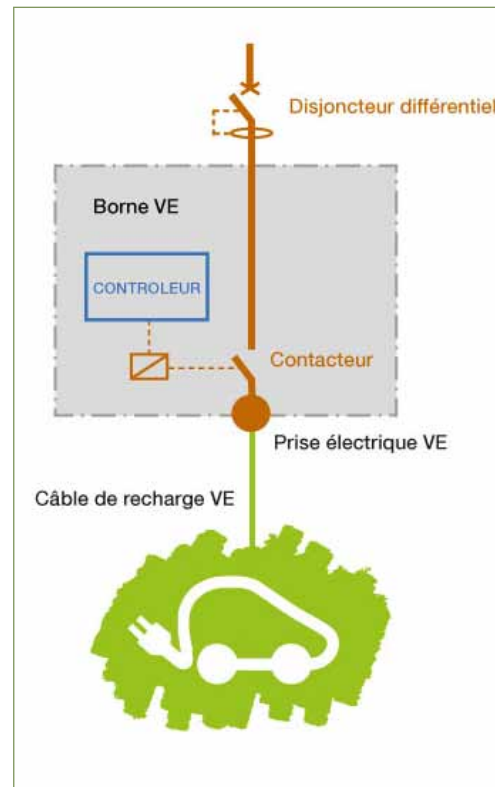 Disjoncteur différentiel
Borne VE
CONTROLEUR
Contacteur
Prise électrique VE
Câble de recharge VE